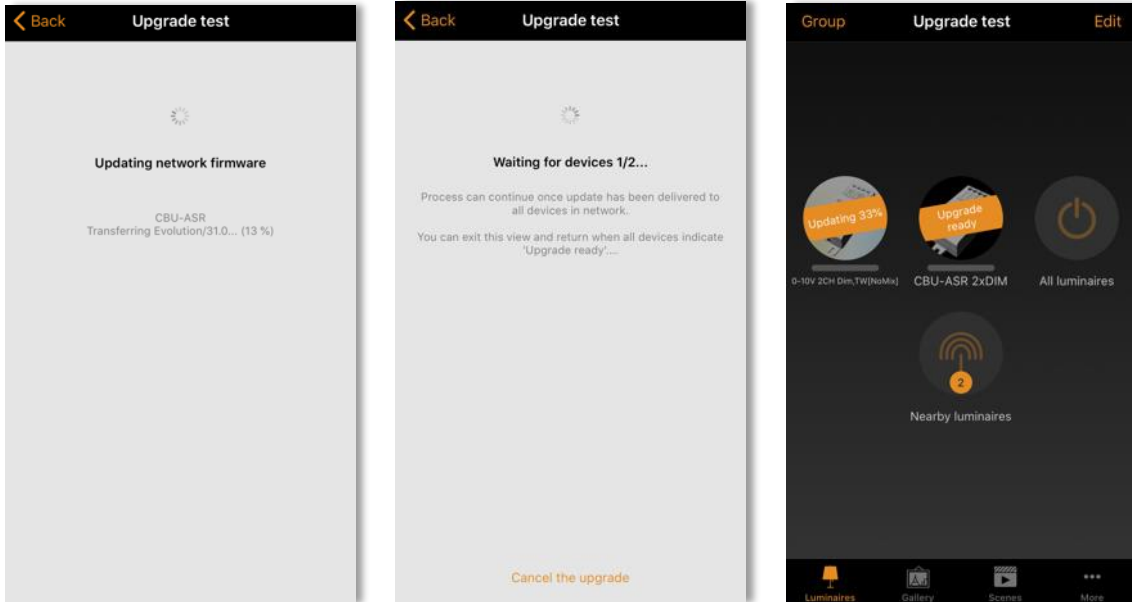 Back
Upgrade test
Updating network firmware
CBU-ASR
Transferring Evolution/31.0... (13 %)
Back
Upgrade test
Waiting for devices 1/2...
Process can continue once update has been delivered to
all devices in network.
You can exit this view and return when all devices indicate
'Upgrade ready'....
Cancel the upgrade
Group
Upgrade test
Edit
Updating 33%
Upgrade
ready
0-10V 2CH Dim,TW[NoMix]
CBU-ASR 2xDIM
All luminaires
2
Nearby luminaires
Luminaires
Gallery
Scenes
More